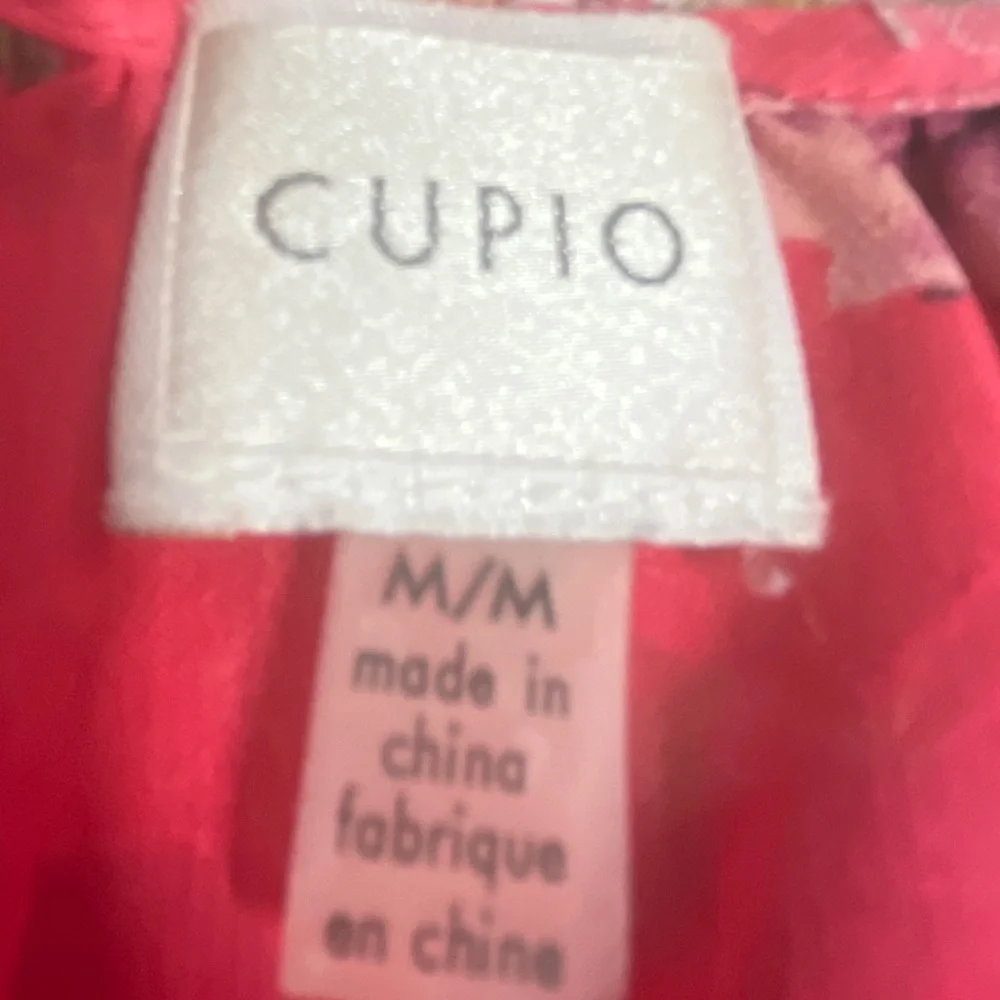 CUPIO
M/M
made in
china
fabrique
en chine